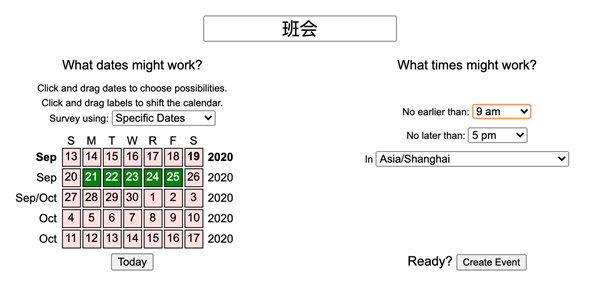 班会
What dates might work?
Click and drag dates to choose possibilities.
Click and drag labels to shift the calendar.
Survey using: Specific Dates
S M T W R F S
Sep 13 14 15 16 17 18 19 2020
Sep 20 21 22 23 24 25 26 2020
Sep/Oct 27 28 29 30 1 2 3 2020
Oct 4 5 6 7 8 9 10 2020
Oct 11 12 13 14 15 16 17 2020
Today
What times might work?
No earlier than: 9 am
No later than: 5 pm
In Asia/Shanghai
Ready? Create Event